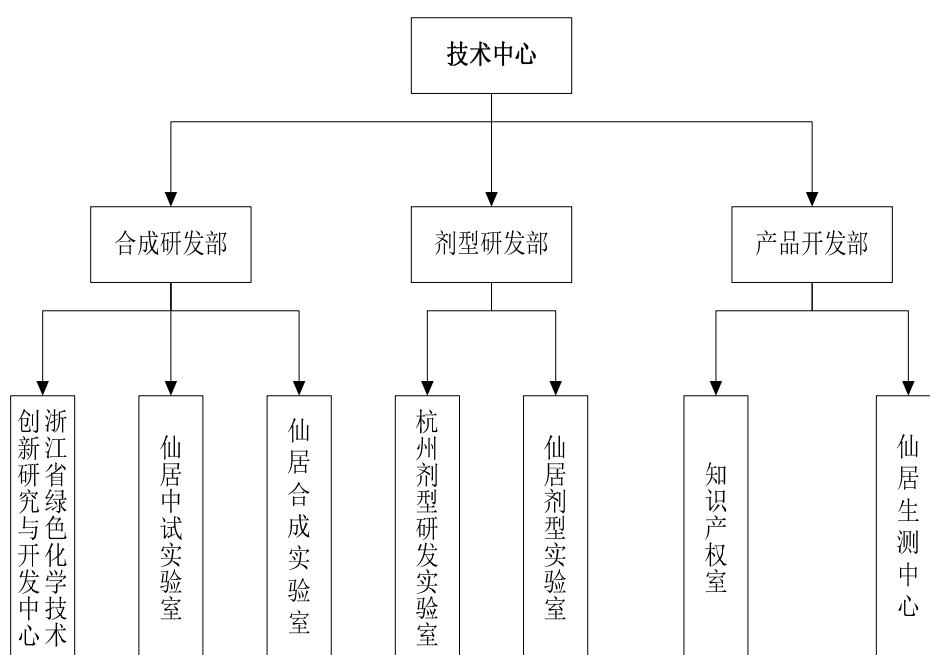 技术中心
合成研发部
剂型研发部
产品开发部
浙江省绿色化学技术
创新研究与开发中心
仙居中试实验室
仙居合成实验室
杭州剂型研发实验室
仙居剂型实验室
知识产权室
仙居生测中心